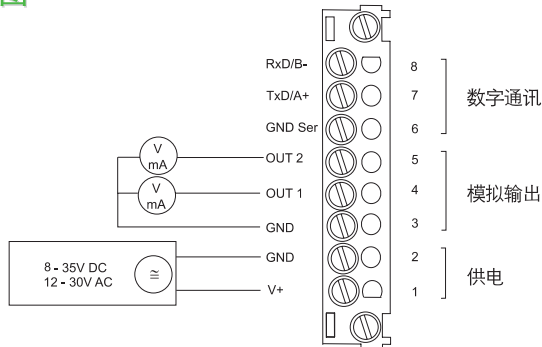 图
RxD/B-
8
TxD/A+
7
数字通讯
GND Ser
6
V
mA
OUT 2
5
V
mA
OUT 1
4
模拟输出
GND
3
GND
2
8 - 35V DC
12 - 30V AC
≅
供电
V+
1